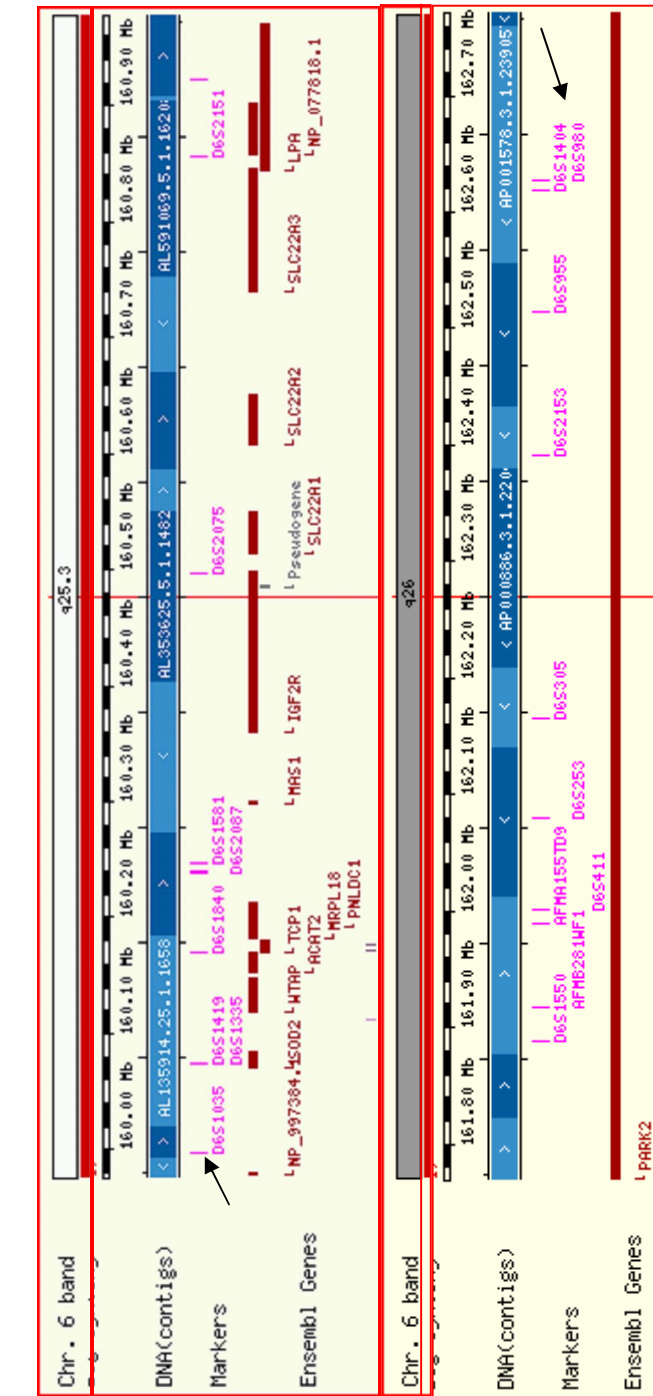 Chr. 6 band
q25.3
160.00 Mb 160.10 Mb 160.20 Mb 160.30 Mb 160.40 Mb 160.50 Mb 160.60 Mb 160.70 Mb 160.80 Mb 160.90 Mb
DNA(contigs)
< > AL135914.25.1.1658 > < AL353625.5.1.1482 > > < AL591069.5.1.1620 >
Markers
D6S1035 D6S1419 D6S1840 D6S1581 D6S2075 D6S2151
D6S1335 D6S2087
Ensembl Genes
NP_997384.1 SOD2 WTAP TCP1 MAS1 IGF2R Pseudogene SLC22A2 SLC22A3 LPA
ACAT2 SLC22A1 NP_077818.1
MRPL18
PNLDC1
Chr. 6 band
q26
161.80 Mb 161.90 Mb 162.00 Mb 162.10 Mb 162.20 Mb 162.30 Mb 162.40 Mb 162.50 Mb 162.60 Mb 162.70 Mb
DNA(contigs)
> > > < < < AP000886.3.1.220 < < < AP001578.3.1.23905 <
Markers
D6S1550 AFMA155TD9 D6S305 D6S2153 D6S955 D6S1404
AFMB281WF1 D6S253 D6S980
D6S411
Ensembl Genes
PARK2